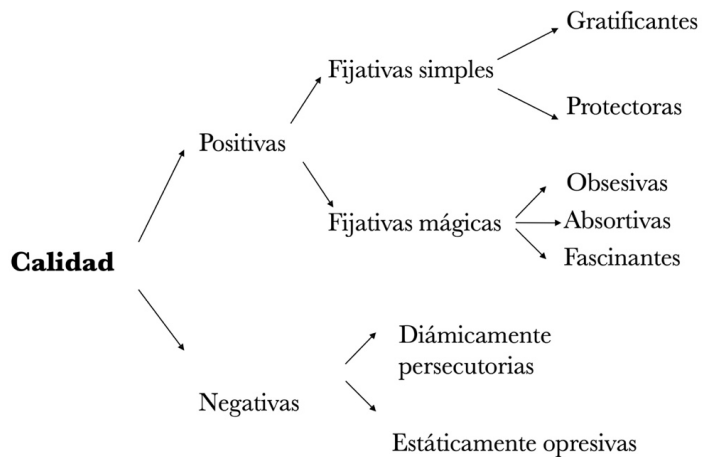 Gratificantes
Fijativas simples
Protectoras
Positivas
Obsesivas
Fijativas mágicas
Absortivas
Fascinantes
Calidad
Diámicamente
persecutorias
Negativas
Estáticamente opresivas